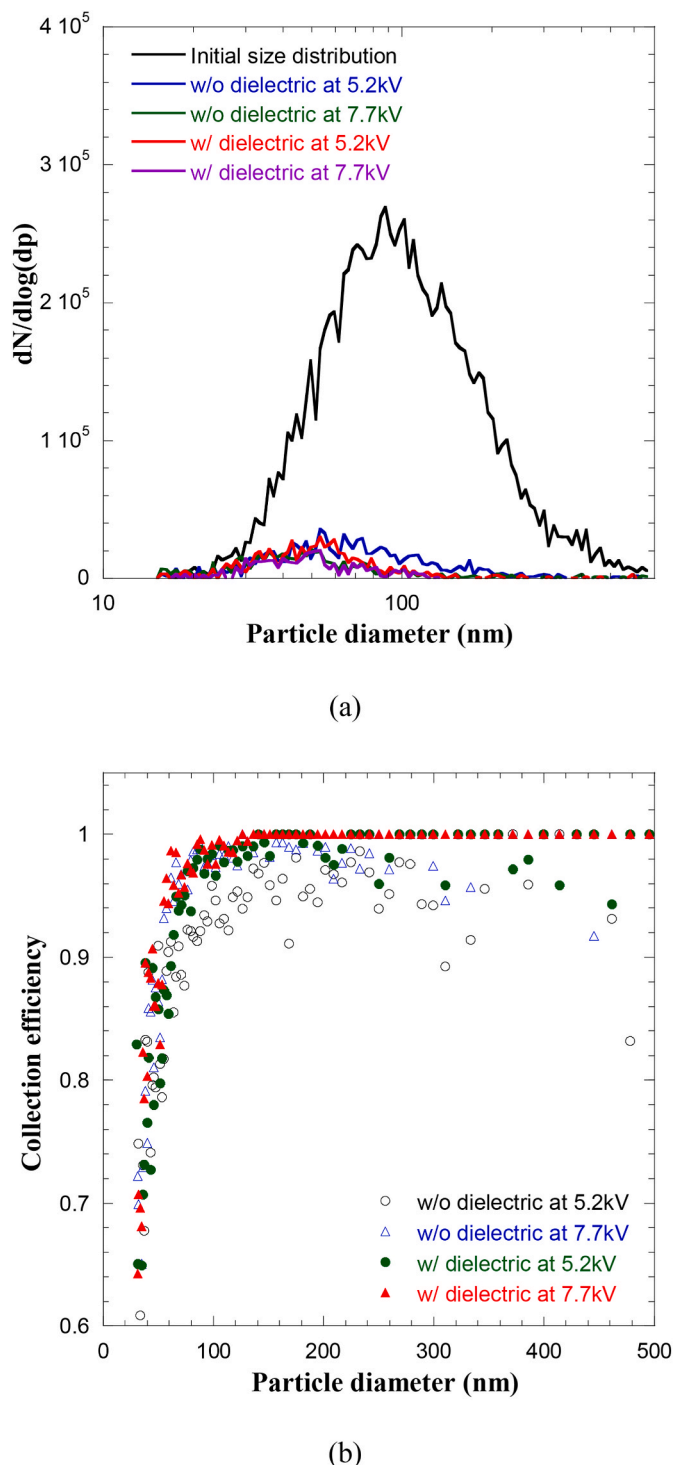 4 10⁵
Initial size distribution
w/o dielectric at 5.2kV
w/o dielectric at 7.7kV
w/ dielectric at 5.2kV
w/ dielectric at 7.7kV
3 10⁵
dN/dlog(dp)
2 10⁵
1 10⁵
0
10
100
Particle diameter (nm)
(a)
1
0.9
Collection efficiency
0.8
0.7
w/o dielectric at 5.2kV
w/o dielectric at 7.7kV
w/ dielectric at 5.2kV
w/ dielectric at 7.7kV
0.6
0
100
200
300
400
500
Particle diameter (nm)
(b)